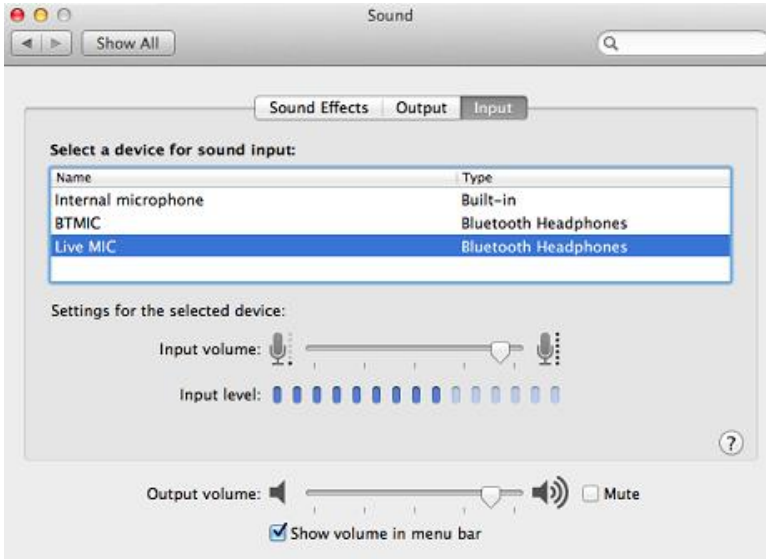 Sound
Show All
Sound Effects Output Input
Select a device for sound input:
Name Type
Internal microphone Built-in
BTMIC Bluetooth Headphones
Live MIC Bluetooth Headphones
Settings for the selected device:
Input volume:
Input level:
?
Output volume: Mute
Show volume in menu bar